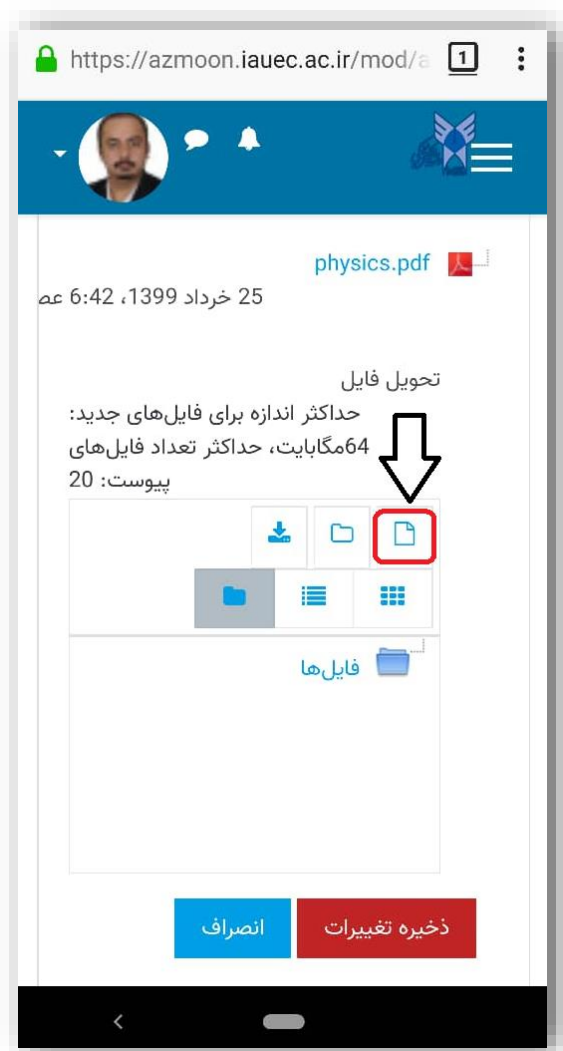 https://azmoon.iauec.ac.ir/mod/a
1
physics.pdf
25 خرداد 1399، 6:42 عص
تحویل فایل
حداکثر اندازه برای فایل‌های جدید:
64مگابایت، حداکثر تعداد فایل‌های
پیوست: 20
فایل‌ها
ذخیره تغییرات
انصراف